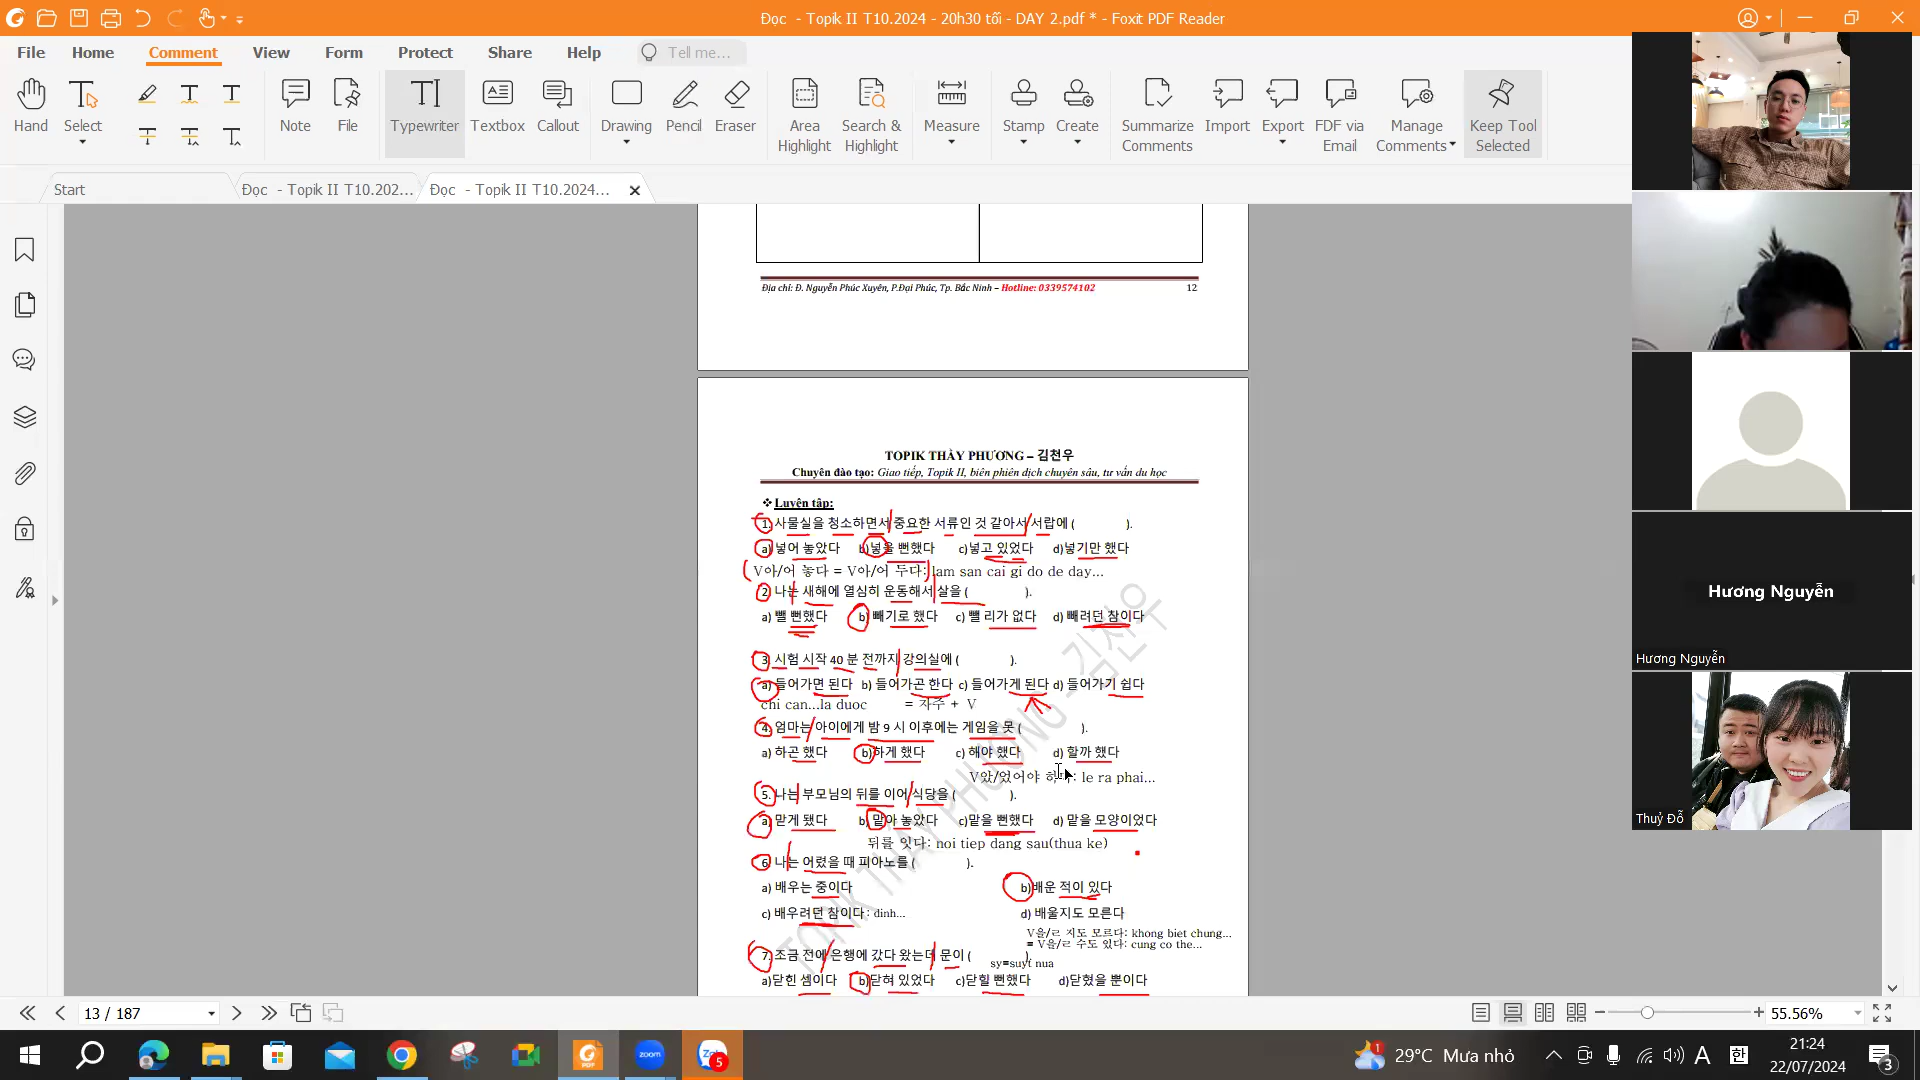 Đọc - Topik II T10.2024 - 20h30 tối - DAY 2.pdf * - Foxit PDF Reader
File Home Comment View Form Protect Share Help Tell me...
Hand Select Note File Typewriter Textbox Callout Drawing Pencil Eraser Area Highlight Search & Highlight Measure Stamp Create Summarize Comments Import Export FDF via Email Manage Comments Keep Tool Selected
Start Đọc - Topik II T10.202... Đọc - Topik II T10.2024...
Địa chỉ: Đ. Nguyễn Phúc Xuyên, P.Đại Phúc, Tp. Bắc Ninh – Hotline: 0339574102 12
TOPIK THẦY PHƯƠNG – 김천우
Chuyên đào tạo: Giao tiếp, Topik II, biên phiên dịch chuyên sâu, tư vấn du học
❖ Luyện tập:
1. 사물실을 청소하면서 중요한 서류인 것 같아서 서랍에 ( ).
a) 넣어 놓았다 b)넣을 뻔했다 c)넣고 있었다 d)넣기만 했다
V아/어 놓다 = V아/어 두다: lam san cai gi do de day...
2. 나는 새해에 열심히 운동해서 살을 ( ).
a) 뺄 뻔했다 b) 빼기로 했다 c) 뺄 리가 없다 d) 빼려던 참이다
3. 시험 시작 40 분 전까지 강의실에 ( ).
a) 들어가면 된다 b) 들어가곤 한다 c) 들어가게 된다 d) 들어가기 쉽다
chi can...la duoc = 자주 + V
4. 엄마는 아이에게 밤 9 시 이후에는 게임을 못 ( ).
a) 하곤 했다 b)하게 했다 c) 해야 했다 d) 할까 했다
V았/었어야 하다: le ra phai...
5. 나는 부모님의 뒤를 이어 식당을 ( ).
a) 맡게 됐다 b) 맡아 놓았다 c)맡을 뻔했다 d) 맡을 모양이었다
뒤를 잇다: noi tiep dang sau(thua ke)
6. 나는 어렸을 때 피아노를 ( ).
a) 배우는 중이다 b)배운 적이 있다
c) 배우려던 참이다: dinh... d) 배울지도 모른다
V을/ㄹ 지도 모르다: khong biet chung...
= V을/ㄹ 수도 있다: cung co the...
7. 조금 전에 은행에 갔다 왔는데 문이 ( ).
sy=suyt nua
a)닫힌 셈이다 b)닫혀 있었다 c)닫힐 뻔했다 d)닫혔을 뿐이다
TOPIK THẦY PHƯƠNG - 김천우
Hương Nguyễn
Hương Nguyễn
Thuỷ Đỗ
13 / 187
55.56%
zoom
5
1
29°C Mưa nhỏ
A 한
21:24
22/07/2024
3